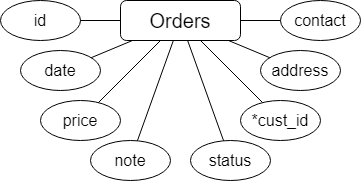 id
Orders
contact
date
address
price
*cust_id
note
status